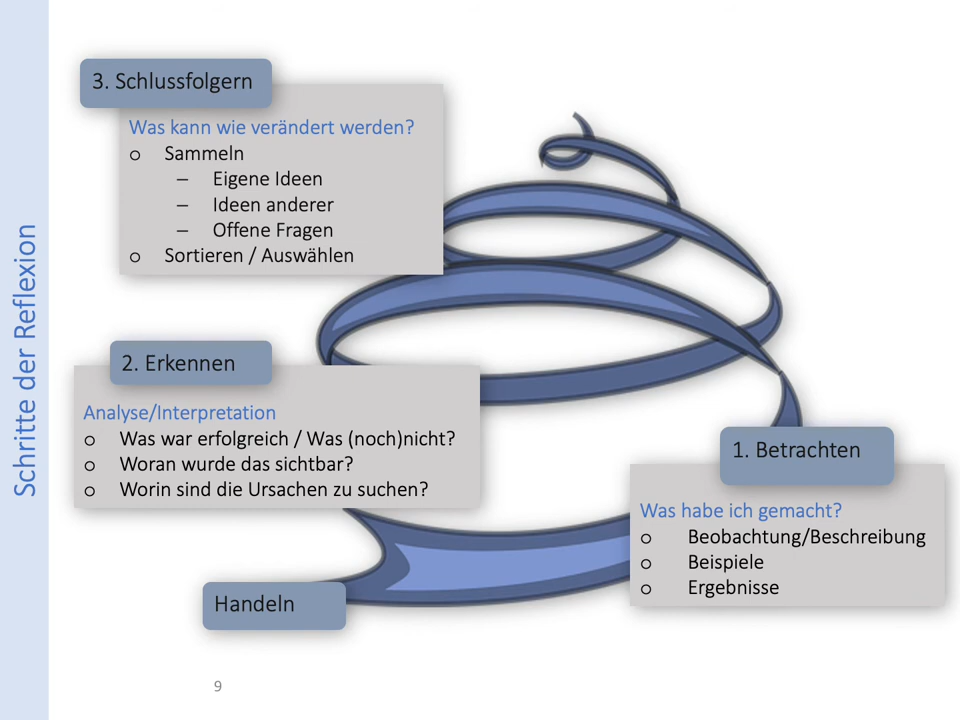 Schritte der Reflexion
3. Schlussfolgern
Was kann wie verändert werden?
o Sammeln
– Eigene Ideen
– Ideen anderer
– Offene Fragen
o Sortieren / Auswählen
2. Erkennen
Analyse/Interpretation
o Was war erfolgreich / Was (noch)nicht?
o Woran wurde das sichtbar?
o Worin sind die Ursachen zu suchen?
1. Betrachten
Was habe ich gemacht?
o Beobachtung/Beschreibung
o Beispiele
o Ergebnisse
Handeln
9